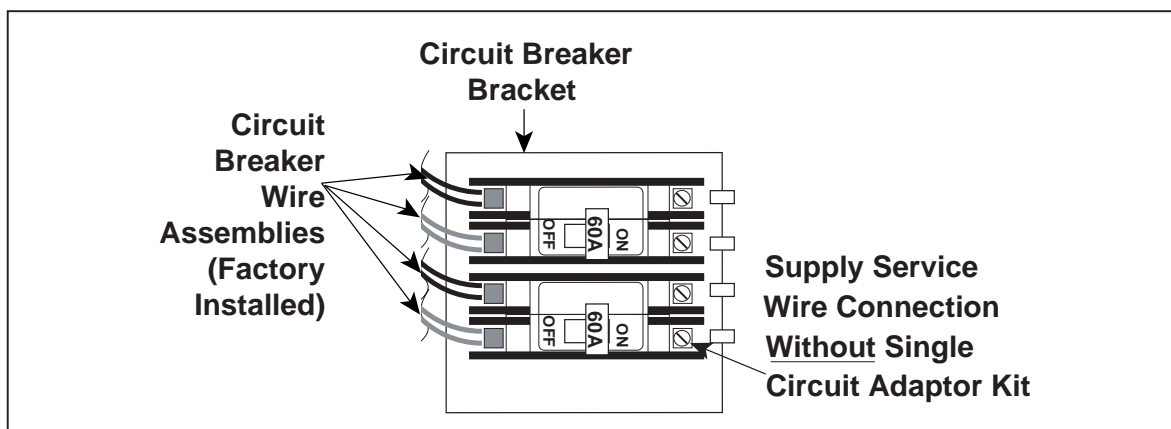 Circuit Breaker
Bracket
Circuit
Breaker
Wire
Assemblies
(Factory
Installed)
OFF
60A
ON
OFF
60A
ON
Supply Service
Wire Connection
Without Single
Circuit Adaptor Kit